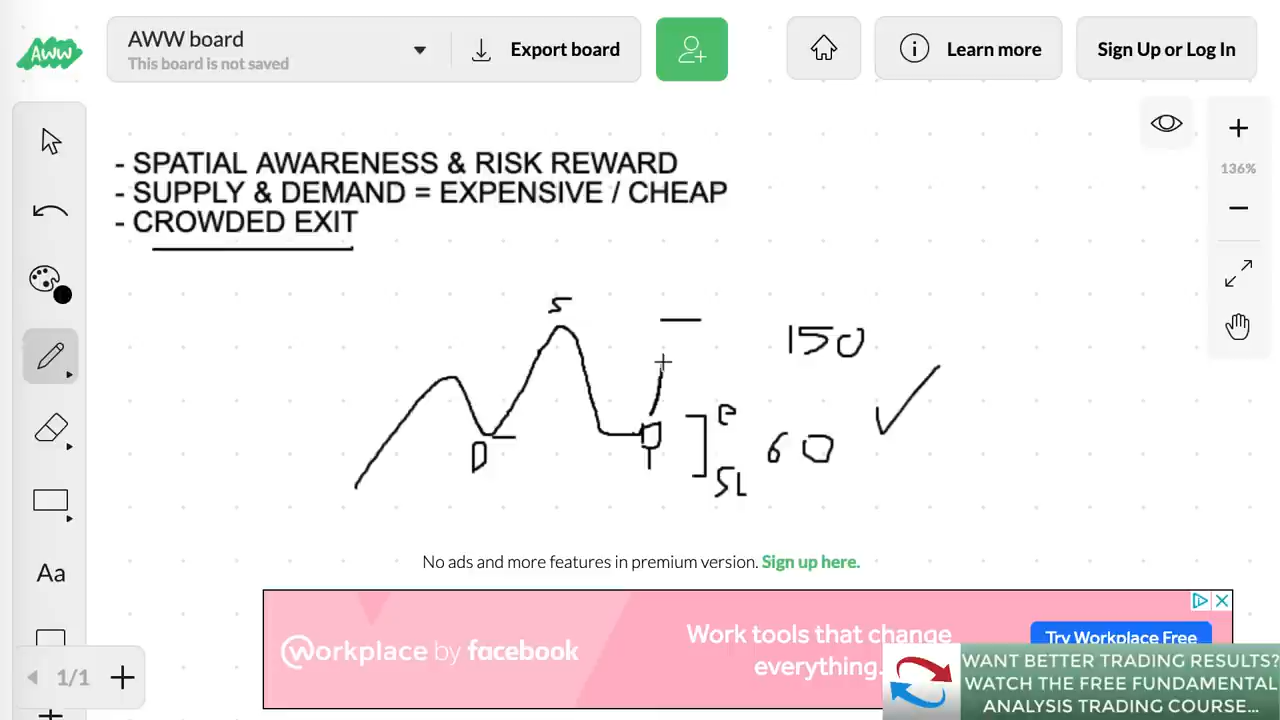 AWW
AWW board
This board is not saved
Export board
Learn more
Sign Up or Log In
136%
- SPATIAL AWARENESS & RISK REWARD
- SUPPLY & DEMAND = EXPENSIVE / CHEAP
- CROWDED EXIT
S
150
D
e
60
SL
Aa
No ads and more features in premium version. Sign up here.
Workplace by facebook
Work tools that change
everything.
Try Workplace Free
1/1
WANT BETTER TRADING RESULTS?
WATCH THE FREE FUNDAMENTAL
ANALYSIS TRADING COURSE...